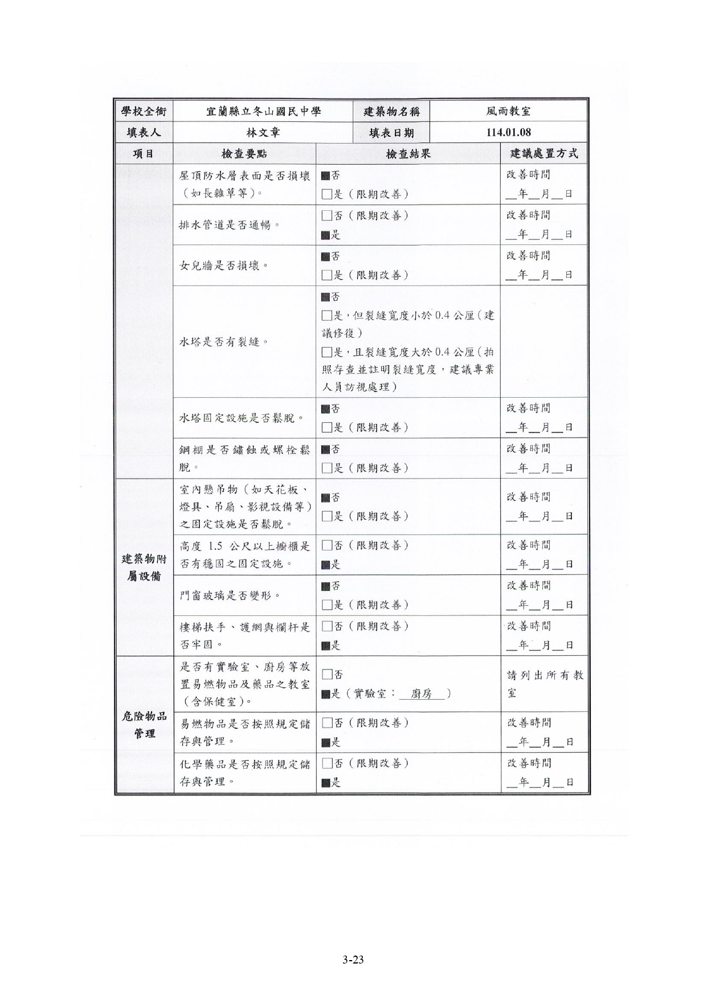 學校全銜 宜蘭縣立冬山國民中學 建築物名稱 風雨教室
填表人 林文章 填表日期 114.01.08
項目 檢查要點 檢查結果 建議處置方式
屋頂防水層表面是否損壞
（如長雜草等）。
■否
□是（限期改善）
改善時間
__年__月__日
排水管道是否通暢。
□否（限期改善）
■是
改善時間
__年__月__日
女兒牆是否損壞。
■否
□是（限期改善）
改善時間
__年__月__日
水塔是否有裂縫。
■否
□是，但裂縫寬度小於 0.4 公厘（建
議修復）
□是，且裂縫寬度大於 0.4 公厘（拍
照存查並註明裂縫寬度，建議專業
人員訪視處理）
水塔固定設施是否鬆脫。
■否
□是（限期改善）
改善時間
__年__月__日
鋼棚是否鏽蝕或螺栓鬆
脫。
■否
□是（限期改善）
改善時間
__年__月__日
建築物附
屬設備
室內懸吊物（如天花板、
燈具、吊扇、影視設備等）
之固定設施是否鬆脫。
■否
□是（限期改善）
改善時間
__年__月__日
高度 1.5 公尺以上櫥櫃是
否有穩固之固定設施。
□否（限期改善）
■是
改善時間
__年__月__日
門窗玻璃是否變形。
■否
□是（限期改善）
改善時間
__年__月__日
樓梯扶手、護網與欄杆是
否牢固。
□否（限期改善）
■是
改善時間
__年__月__日
危險物品
管理
是否有實驗室、廚房等放
置易燃物品及藥品之教室
（含保健室）。
□否
■是（實驗室：__廚房__）
請列出所有教
室
易燃物品是否按照規定儲
存與管理。
□否（限期改善）
■是
改善時間
__年__月__日
化學藥品是否按照規定儲
存與管理。
□否（限期改善）
■是
改善時間
__年__月__日
3-23